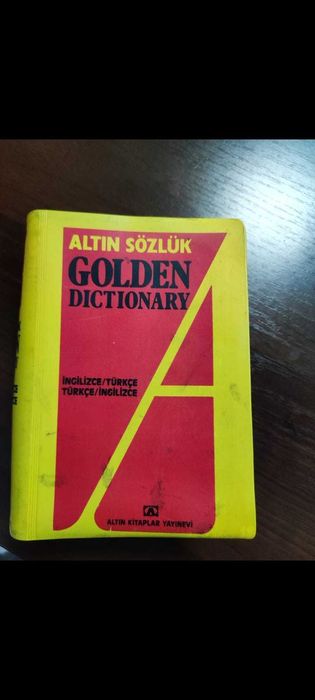 ALTIN SÖZLÜK
GOLDEN
DICTIONARY
İNGİLİZCE/TÜRKÇE
TÜRKÇE/İNGİLİZCE
ALTIN KİTAPLAR YAYINEVİ